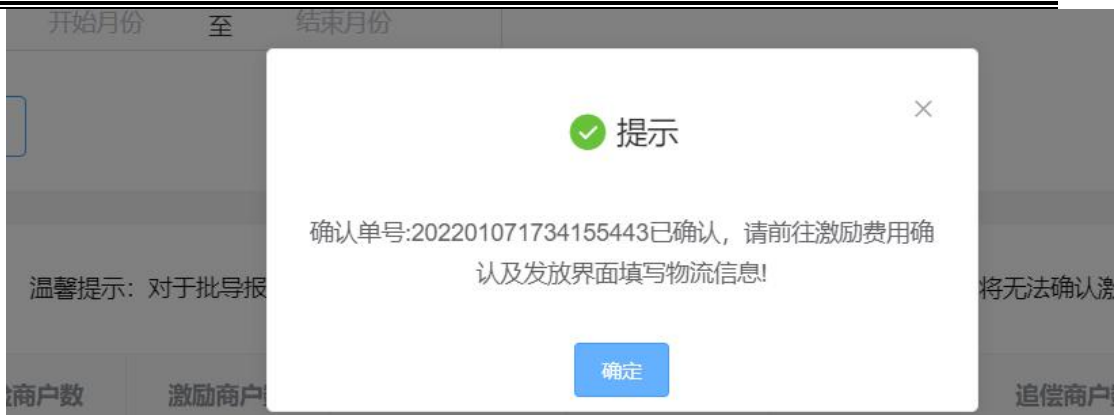 开始月份 至 结束月份
提示
确认单号:202201071734155443已确认，请前往激励费用确
认及发放界面填写物流信息!
温馨提示：对于批导报
将无法确认激
确定
商户数 激励商户 追偿商户